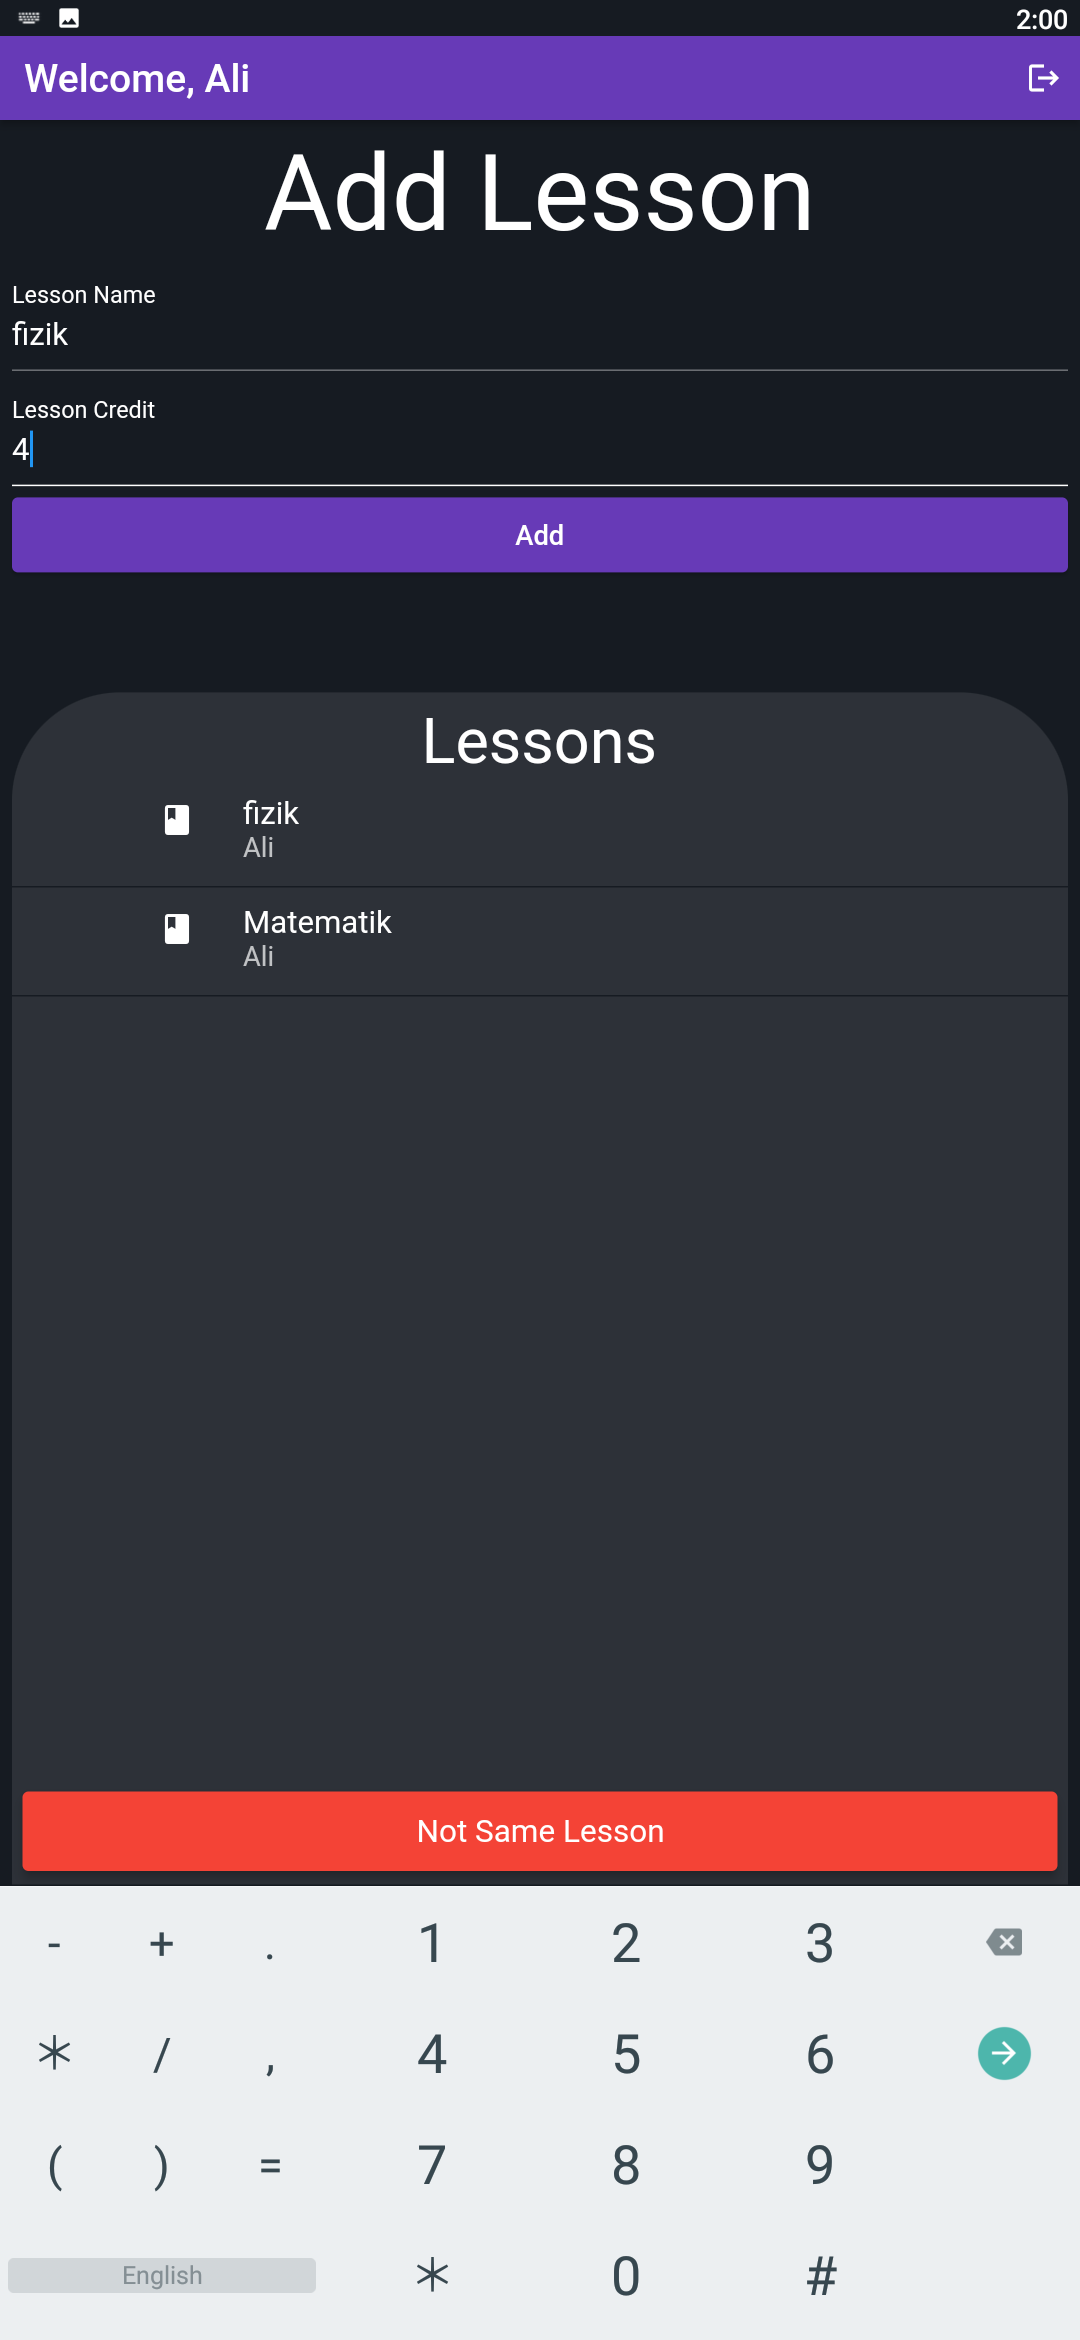 2:00
Welcome, Ali
Add Lesson
Lesson Name
fizik
Lesson Credit
4
Add
Lessons
fizik
Ali
Matematik
Ali
Not Same Lesson
- + . 1 2 3
* / , 4 5 6
( ) = 7 8 9
English * 0 #